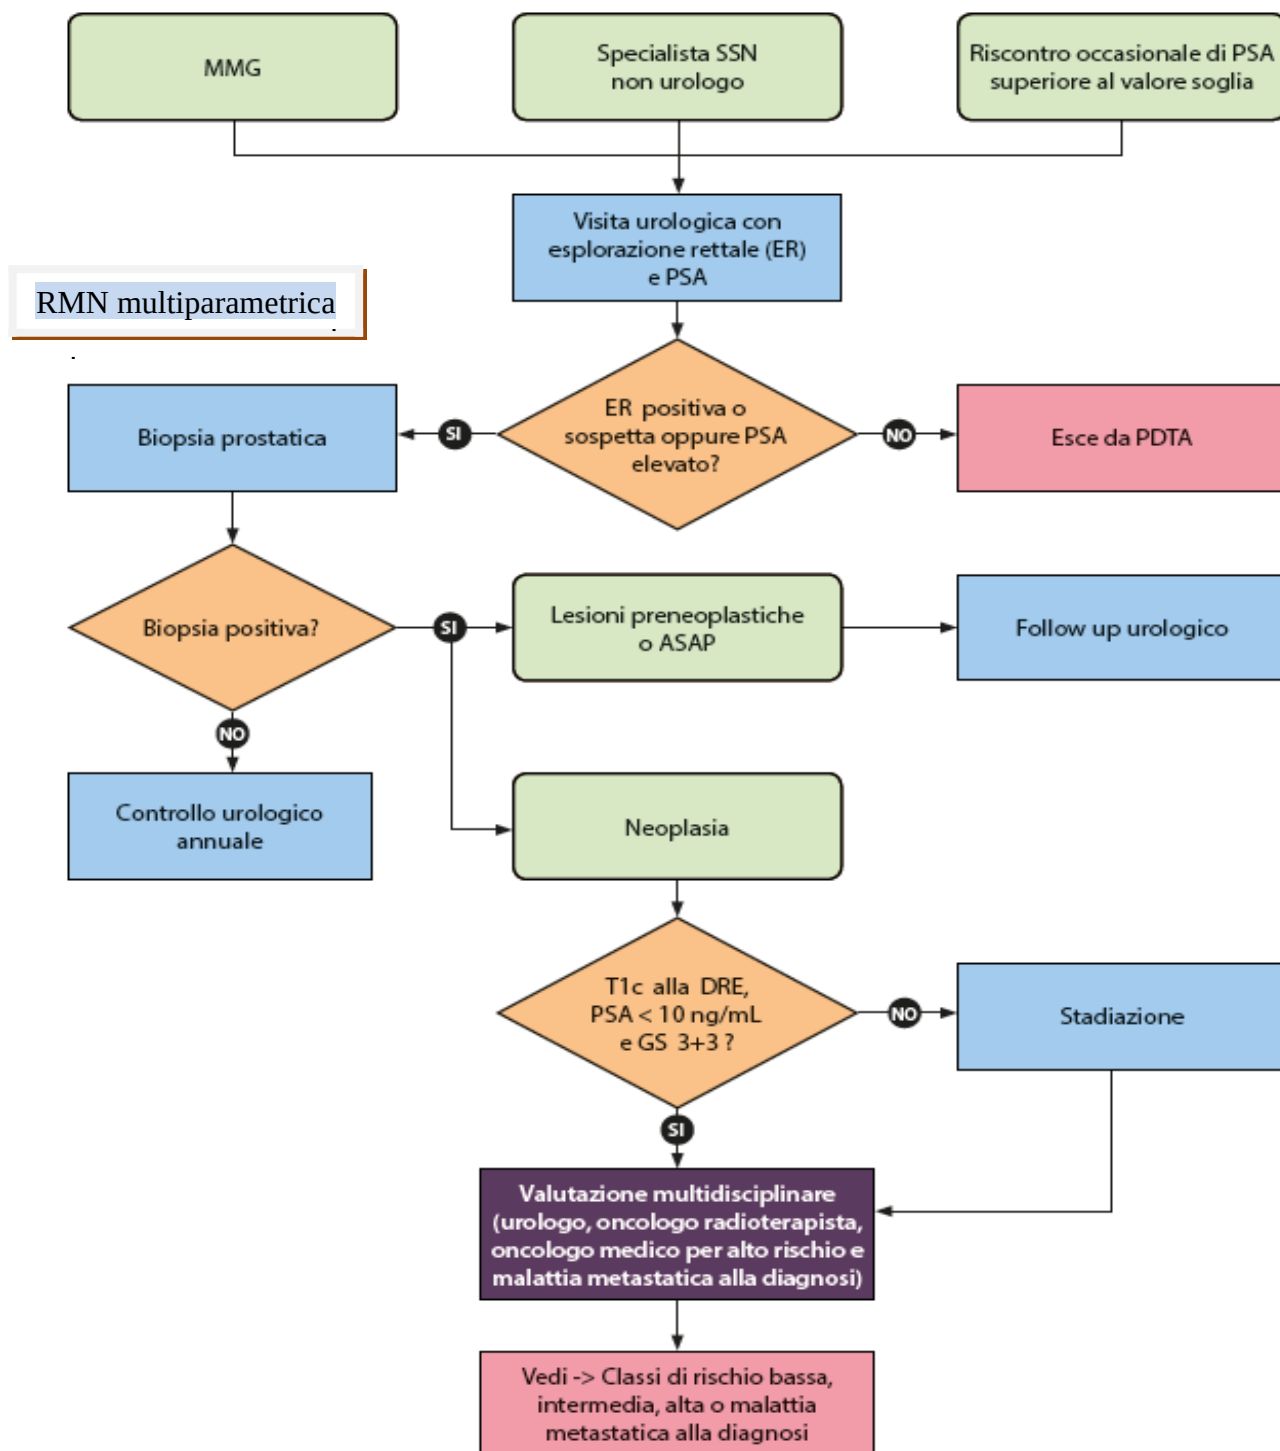 MMG
Specialista SSN
non urologo
Riscontro occasionale di PSA
superiore al valore soglia
Visita urologica con
esplorazione rettale (ER)
e PSA
RMN multiparametrica
.
.
Biopsia prostatica
SI
ER positiva o
sospetta oppure PSA
elevato?
NO
Esce da PDTA
Biopsia positiva?
SI
Lesioni preneoplastiche
o ASAP
Follow up urologico
NO
Controllo urologico
annuale
Neoplasia
T1c alla DRE,
PSA < 10 ng/mL
e GS 3+3 ?
NO
Stadiazione
SI
Valutazione multidisciplinare
(urologo, oncologo radioterapista,
oncologo medico per alto rischio e
malattia metastatica alla diagnosi)
Vedi -> Classi di rischio bassa,
intermedia, alta o malattia
metastatica alla diagnosi